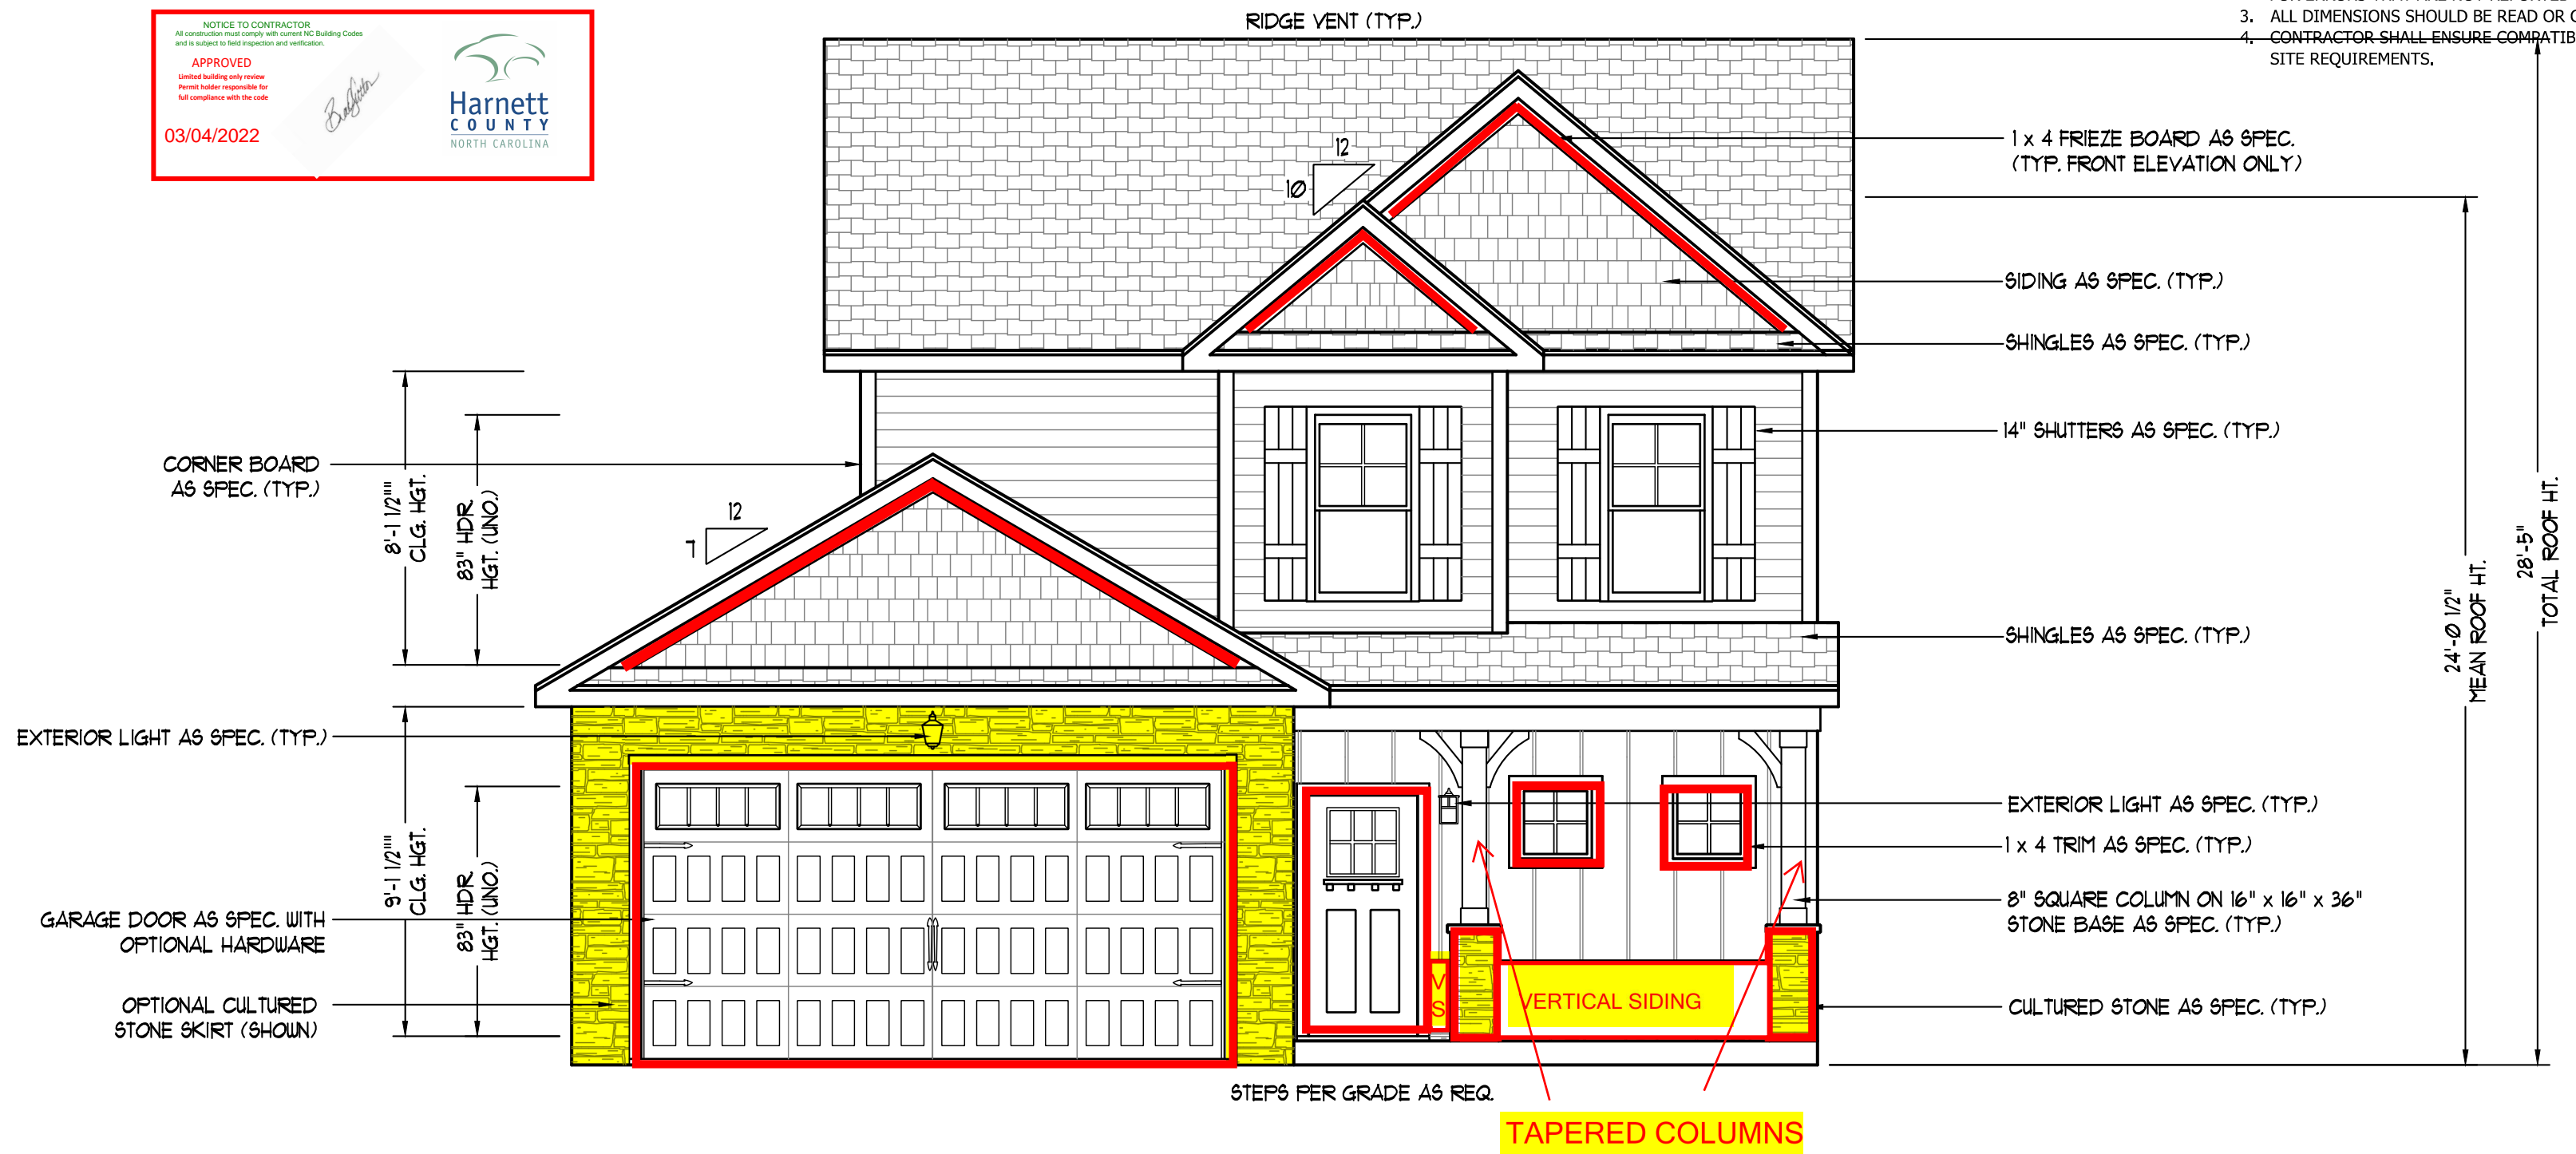 NOTICE TO CONTRACTOR
All construction must comply with current NC Building Codes
and is subject to field inspection and verification.
APPROVED
Limited building only review
Permit holder responsible for
full compliance with the code
03/04/2022
Harnett
COUNTY
NORTH CAROLINA
RIDGE VENT (TYP.)
3. ALL DIMENSIONS SHOULD BE READ OR
4. CONTRACTOR SHALL ENSURE
SITE REQUIREMENTS.
12
10
1 x 4 FRIEZE BOARD AS SPEC.
(TYP. FRONT ELEVATION ONLY)
SIDING AS SPEC. (TYP.)
SHINGLES AS SPEC. (TYP.)
14" SHUTTERS AS SPEC. (TYP.)
CORNER BOARD
AS SPEC. (TYP.)
8'-1 1/2""
CLG. HGT.
83" HDR
HGT. (UNO.)
12
7
28'-5"
TOTAL ROOF HT.
24'-0 1/2"
MEAN ROOF HT.
SHINGLES AS SPEC. (TYP.)
EXTERIOR LIGHT AS SPEC. (TYP.)
9'-1 1/2""
CLG. HGT.
83" HDR
HGT. (UNO.)
EXTERIOR LIGHT AS SPEC. (TYP.)
1 x 4 TRIM AS SPEC. (TYP.)
8" SQUARE COLUMN ON 16" x 16" x 36"
STONE BASE AS SPEC. (TYP.)
GARAGE DOOR AS SPEC. WITH
OPTIONAL HARDWARE
OPTIONAL CULTURED
STONE SKIRT (SHOWN)
V
S
VERTICAL SIDING
CULTURED STONE AS SPEC. (TYP.)
STEPS PER GRADE AS REQ.
TAPERED COLUMNS